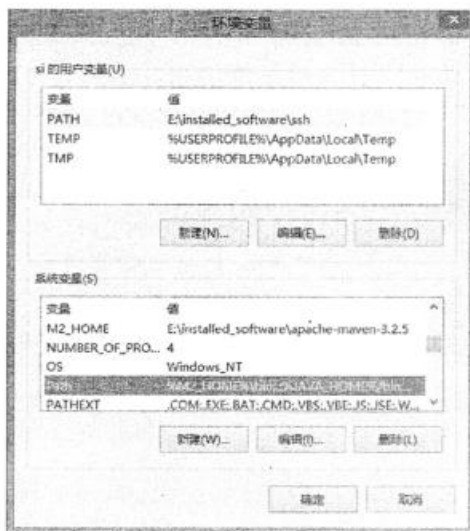 环境变量
si 的用户变量(U)
变量 值
PATH E:\installed_software\ssh
TEMP %USERPROFILE%\AppData\Local\Temp
TMP %USERPROFILE%\AppData\Local\Temp
新建(N)... 编辑(E)... 删除(D)
系统变量(S)
变量 值
M2_HOME E:\installed_software\apache-maven-3.2.5
NUMBER_OF_PRO... 4
OS Windows_NT
Path %M2_HOME%\bin;
PATHEXT .COM;.EXE;.BAT;.CMD;.VBS;.VBE;.JS;.JSE;.W...
新建(W)... 编辑(I)... 删除(L)
确定 取消